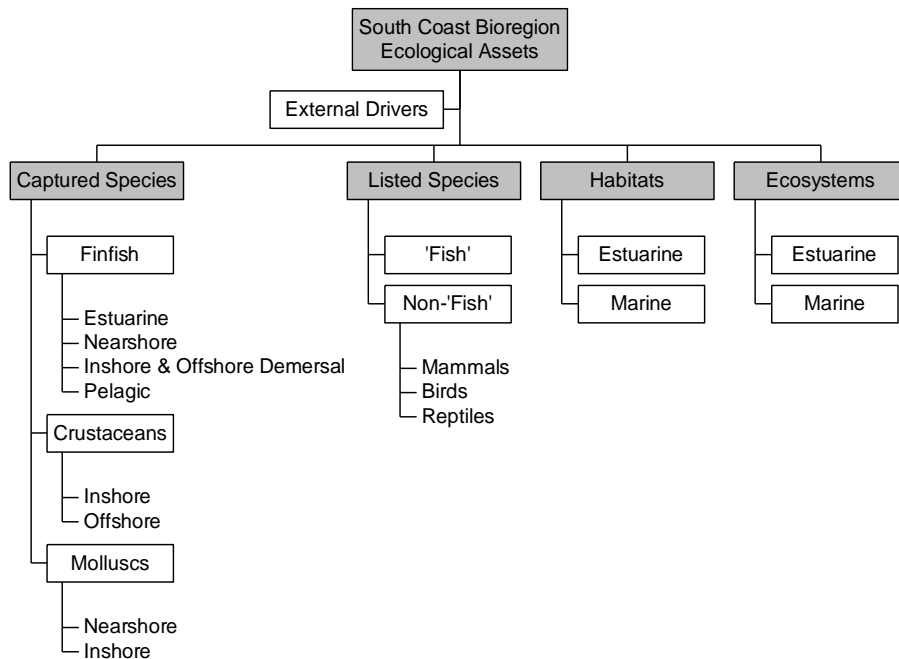 South Coast Bioregion
Ecological Assets
External Drivers
Captured Species
Finfish
Estuarine
Nearshore
Inshore & Offshore Demersal
Pelagic
Crustaceans
Inshore
Offshore
Molluscs
Nearshore
Inshore
Listed Species
'Fish'
Non-'Fish'
Mammals
Birds
Reptiles
Habitats
Estuarine
Marine
Ecosystems
Estuarine
Marine